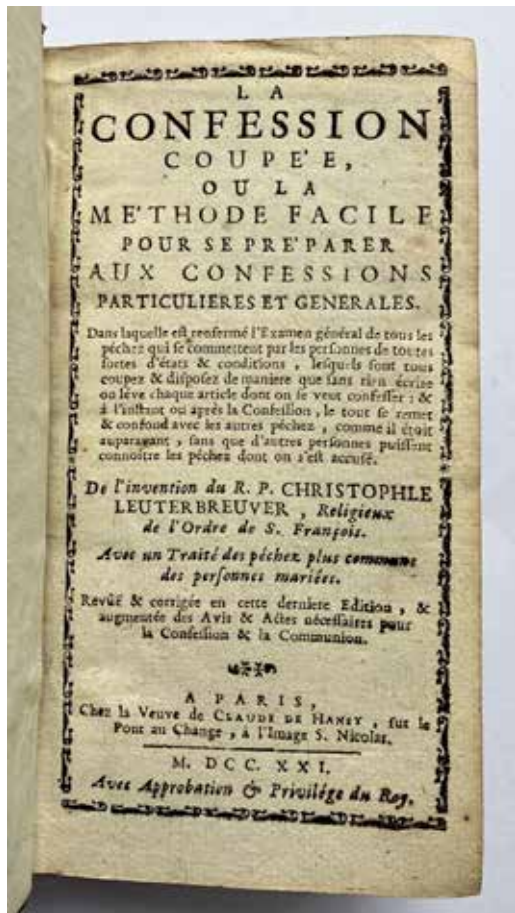 LA
CONFESSION
COUPE'E,
OU LA
ME'THODE FACILE
POUR SE PRE'PARER
AUX CONFESSIONS
PARTICULIERES ET GENERALES.
Dans laquelle est renfermé l'Examen général de tous les
péchez qui se commettent par les personnes de toutes
sortes d'états & conditions, lesquels sont tous
coupez & disposez de maniere que sans rien écrire
on léve chaque article dont on se veut confesser : &
à l'instant ou après la Confession, le tout se remet
& confond avec les autres péchez, comme il étoit
auparavant, sans que d'autres personnes puissent
connoître les péchez dont on s'est accusé.
De l'invention du R. P. CHRISTOPHLE
LEUTERBREUVER, Religieux
de l'Ordre de S. François.
Avec un Traité des péchez plus communs
des personnes mariées.
Revûë & corrigée en cette derniere Edition, &
augmentée des Avis & Actes nécessaires pour
la Confession & la Communion.
A PARIS,
Chez la Veuve de CLAUDE DE HANSY, sur le
Pont au Change, à l'Image S. Nicolas.
M. DCC. XXI.
Avec Approbation & Privilége du Roy.